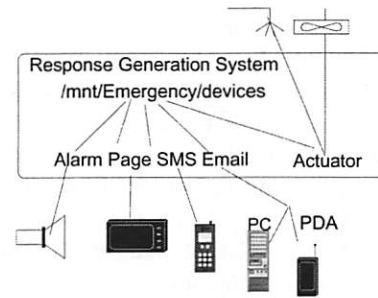 Response Generation System
/mnt/Emergency/devices
Alarm Page SMS Email Actuator
PC PDA